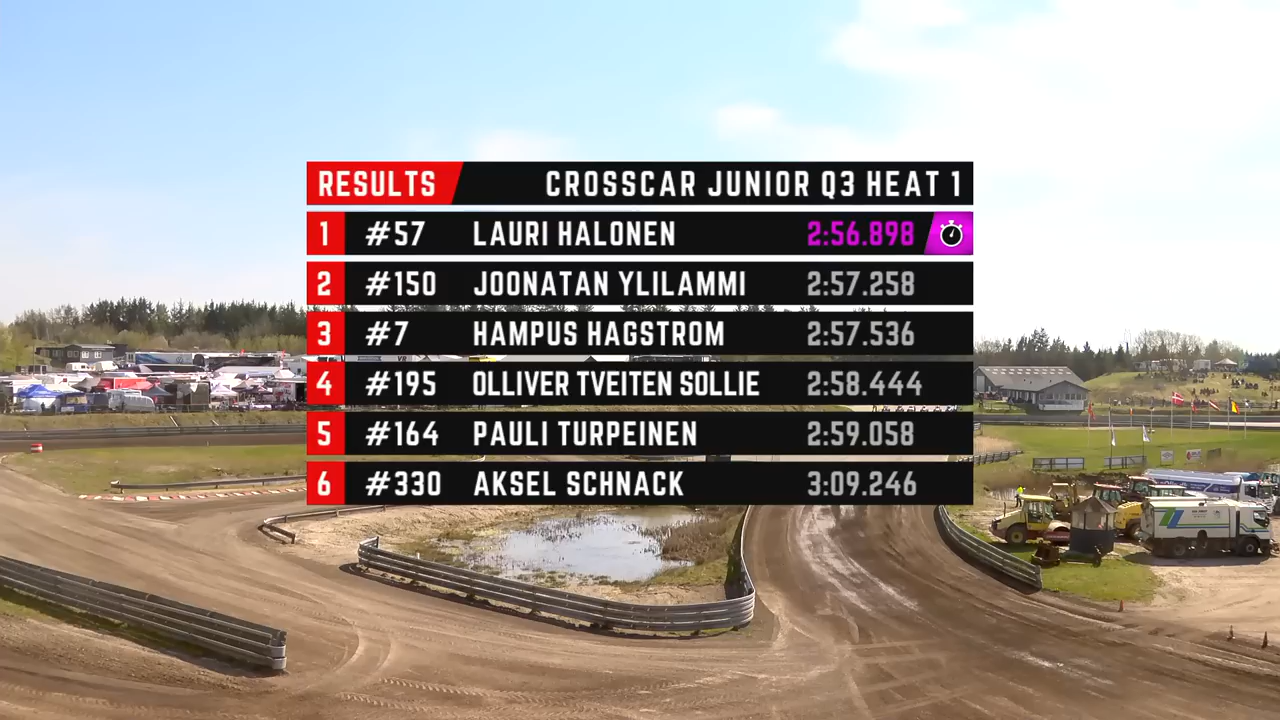 RESULTS CROSSCAR JUNIOR Q3 HEAT 1
1 #57 LAURI HALONEN 2:56.898
2 #150 JOONATAN YLILAMMI 2:57.258
3 #7 HAMPUS HAGSTROM 2:57.536
4 #195 OLLIVER TVEITEN SOLLIE 2:58.444
5 #164 PAULI TURPEINEN 2:59.058
6 #330 AKSEL SCHNACK 3:09.246